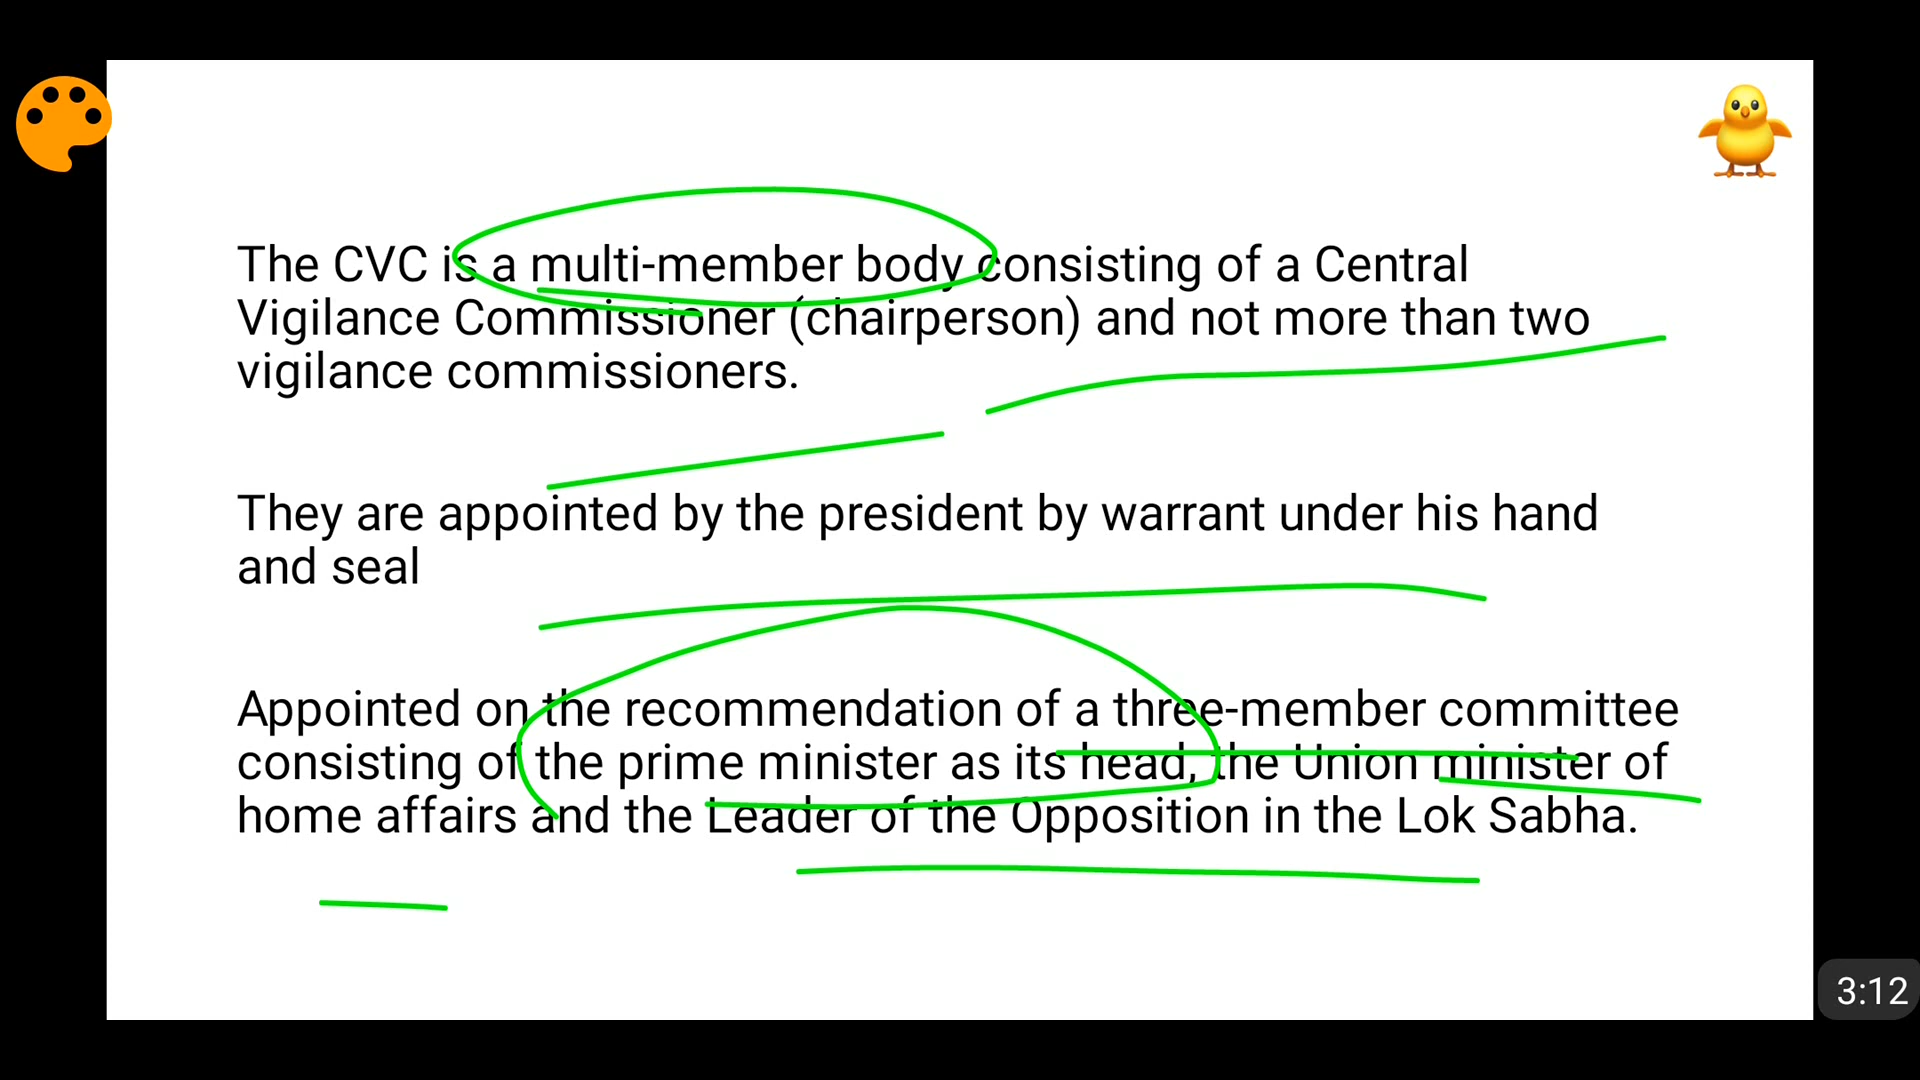 The CVC is a multi-member body consisting of a Central
Vigilance Commissioner (chairperson) and not more than two
vigilance commissioners.
They are appointed by the president by warrant under his hand
and seal
Appointed on the recommendation of a three-member committee
consisting of the prime minister as its head, the Union minister of
home affairs and the Leader of the Opposition in the Lok Sabha.
3:12